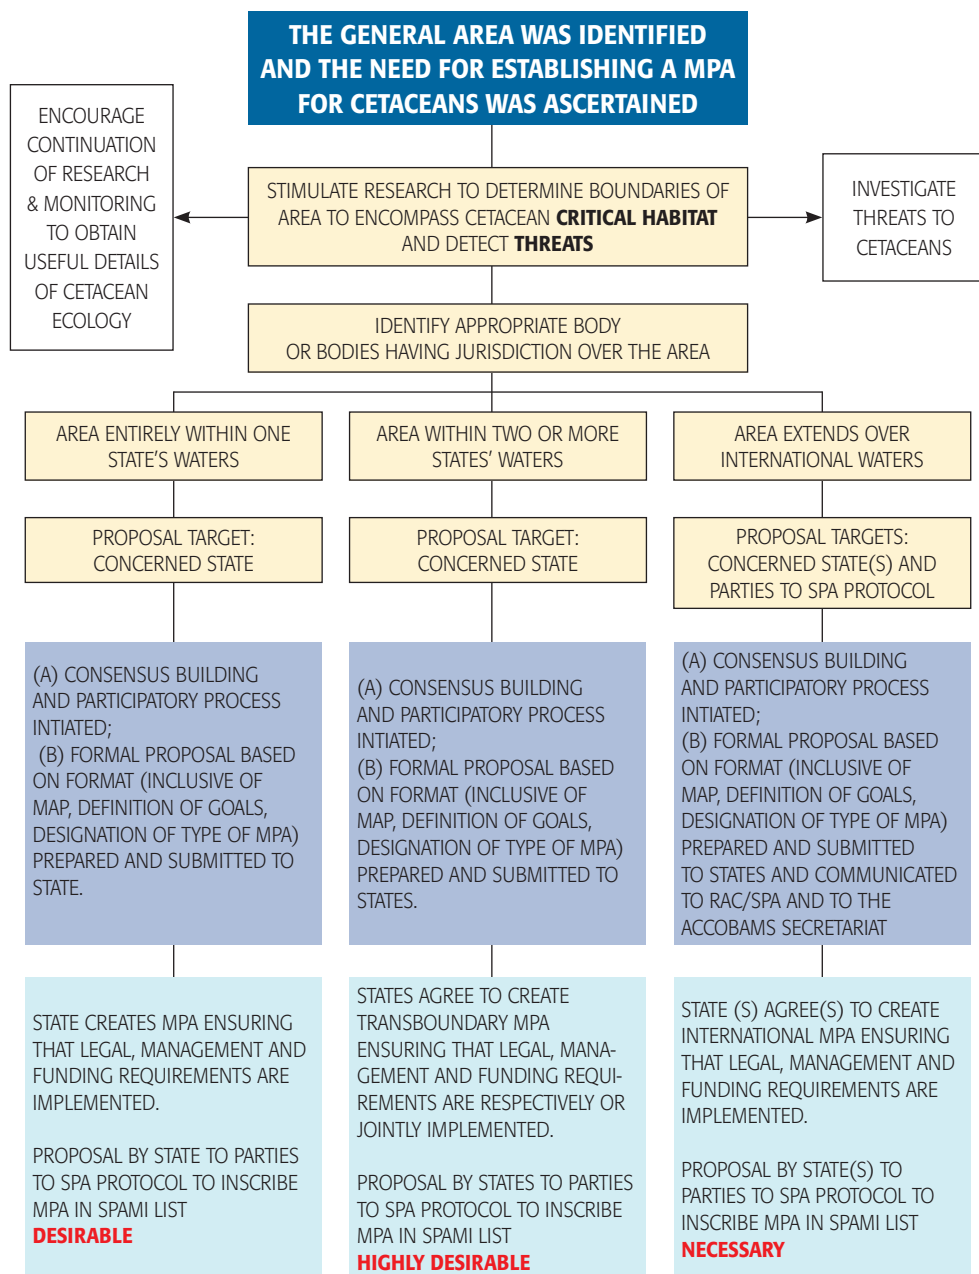 THE GENERAL AREA WAS IDENTIFIED
AND THE NEED FOR ESTABLISHING A MPA
FOR CETACEANS WAS ASCERTAINED
ENCOURAGE
CONTINUATION
OF RESEARCH
& MONITORING
TO OBTAIN
USEFUL DETAILS
OF CETACEAN
ECOLOGY
STIMULATE RESEARCH TO DETERMINE BOUNDARIES OF
AREA TO ENCOMPASS CETACEAN CRITICAL HABITAT
AND DETECT THREATS
INVESTIGATE
THREATS TO
CETACEANS
IDENTIFY APPROPRIATE BODY
OR BODIES HAVING JURISDICTION OVER THE AREA
AREA ENTIRELY WITHIN ONE
STATE’S WATERS
AREA WITHIN TWO OR MORE
STATES’ WATERS
AREA EXTENDS OVER
INTERNATIONAL WATERS
PROPOSAL TARGET:
CONCERNED STATE
PROPOSAL TARGET:
CONCERNED STATE
PROPOSAL TARGETS:
CONCERNED STATE(S) AND
PARTIES TO SPA PROTOCOL
(A) CONSENSUS BUILDING
AND PARTICIPATORY PROCESS
INTIATED;
(B) FORMAL PROPOSAL BASED
ON FORMAT (INCLUSIVE OF
MAP, DEFINITION OF GOALS,
DESIGNATION OF TYPE OF MPA)
PREPARED AND SUBMITTED TO
STATE.
(A) CONSENSUS BUILDING
AND PARTICIPATORY PROCESS
INTIATED;
(B) FORMAL PROPOSAL BASED
ON FORMAT (INCLUSIVE OF
MAP, DEFINITION OF GOALS,
DESIGNATION OF TYPE OF MPA)
PREPARED AND SUBMITTED TO
STATES.
(A) CONSENSUS BUILDING
AND PARTICIPATORY PROCESS
INTIATED;
(B) FORMAL PROPOSAL BASED
ON FORMAT (INCLUSIVE OF
MAP, DEFINITION OF GOALS,
DESIGNATION OF TYPE OF MPA)
PREPARED AND SUBMITTED
TO STATES AND COMMUNICATED
TO RAC/SPA AND TO THE
ACCOBAMS SECRETARIAT
STATE CREATES MPA ENSURING
THAT LEGAL, MANAGEMENT AND
FUNDING REQUIREMENTS ARE
IMPLEMENTED.
PROPOSAL BY STATE TO PARTIES
TO SPA PROTOCOL TO INSCRIBE
MPA IN SPAMI LIST
DESIRABLE
STATES AGREE TO CREATE
TRANSBOUNDARY MPA
ENSURING THAT LEGAL, MANA-
GEMENT AND FUNDING REQUI-
REMENTS ARE RESPECTIVELY OR
JOINTLY IMPLEMENTED.
PROPOSAL BY STATES TO PARTIES
TO SPA PROTOCOL TO INSCRIBE
MPA IN SPAMI LIST
HIGHLY DESIRABLE
STATE (S) AGREE(S) TO CREATE
INTERNATIONAL MPA ENSURING
THAT LEGAL, MANAGEMENT AND
FUNDING REQUIREMENTS ARE
IMPLEMENTED.
PROPOSAL BY STATE(S) TO
PARTIES TO SPA PROTOCOL TO
INSCRIBE MPA IN SPAMI LIST
NECESSARY